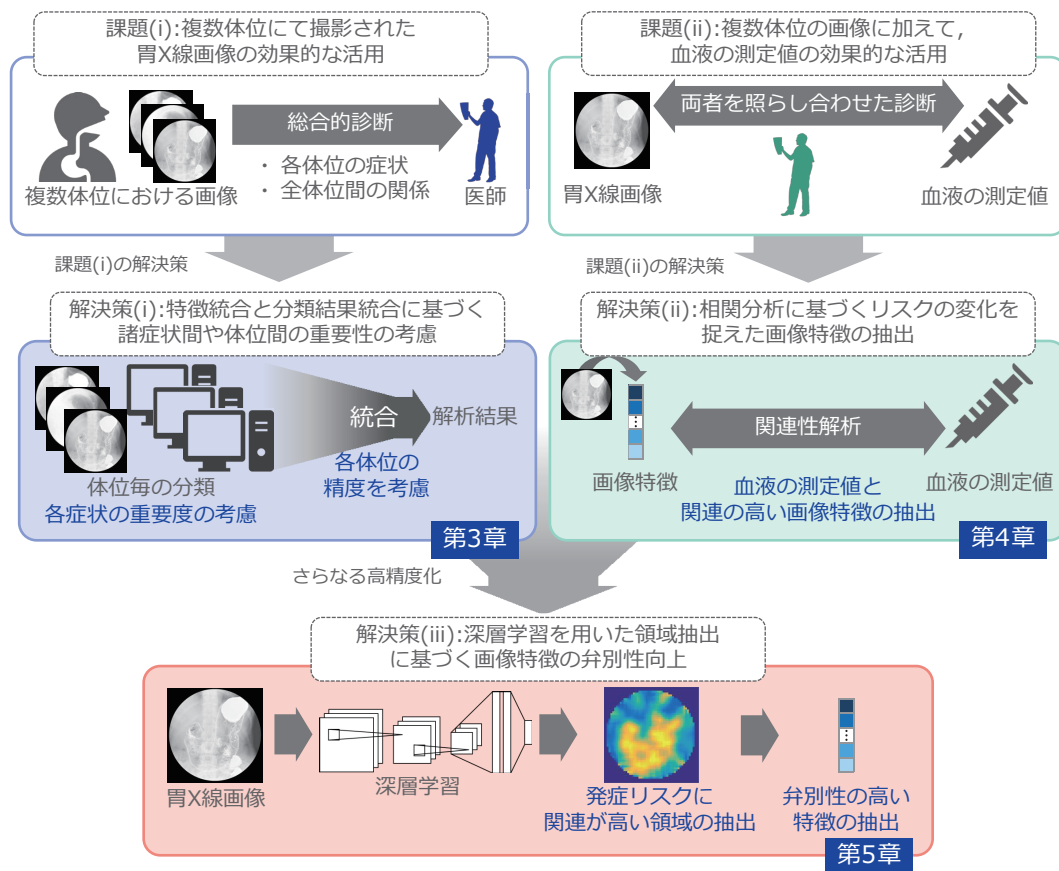 課題(i):複数体位にて撮影された
胃X線画像の効果的な活用
総合的診断
・ 各体位の症状
・ 全体位間の関係
複数体位における画像
医師
課題(ii):複数体位の画像に加えて,
血液の測定値の効果的な活用
両者を照らし合わせた診断
胃X線画像
血液の測定値
課題(i)の解決策
課題(ii)の解決策
解決策(i):特徴統合と分類結果統合に基づく
諸症状間や体位間の重要性の考慮
統合
解析結果
各体位の
精度を考慮
体位毎の分類
各症状の重要度の考慮
第3章
解決策(ii):相関分析に基づくリスクの変化を
捉えた画像特徴の抽出
関連性解析
画像特徴
血液の測定値と
関連の高い画像特徴の抽出
血液の測定値
第4章
さらなる高精度化
解決策(iii):深層学習を用いた領域抽出
に基づく画像特徴の弁別性向上
胃X線画像
深層学習
発症リスクに
関連が高い領域の抽出
弁別性の高い
特徴の抽出
第5章